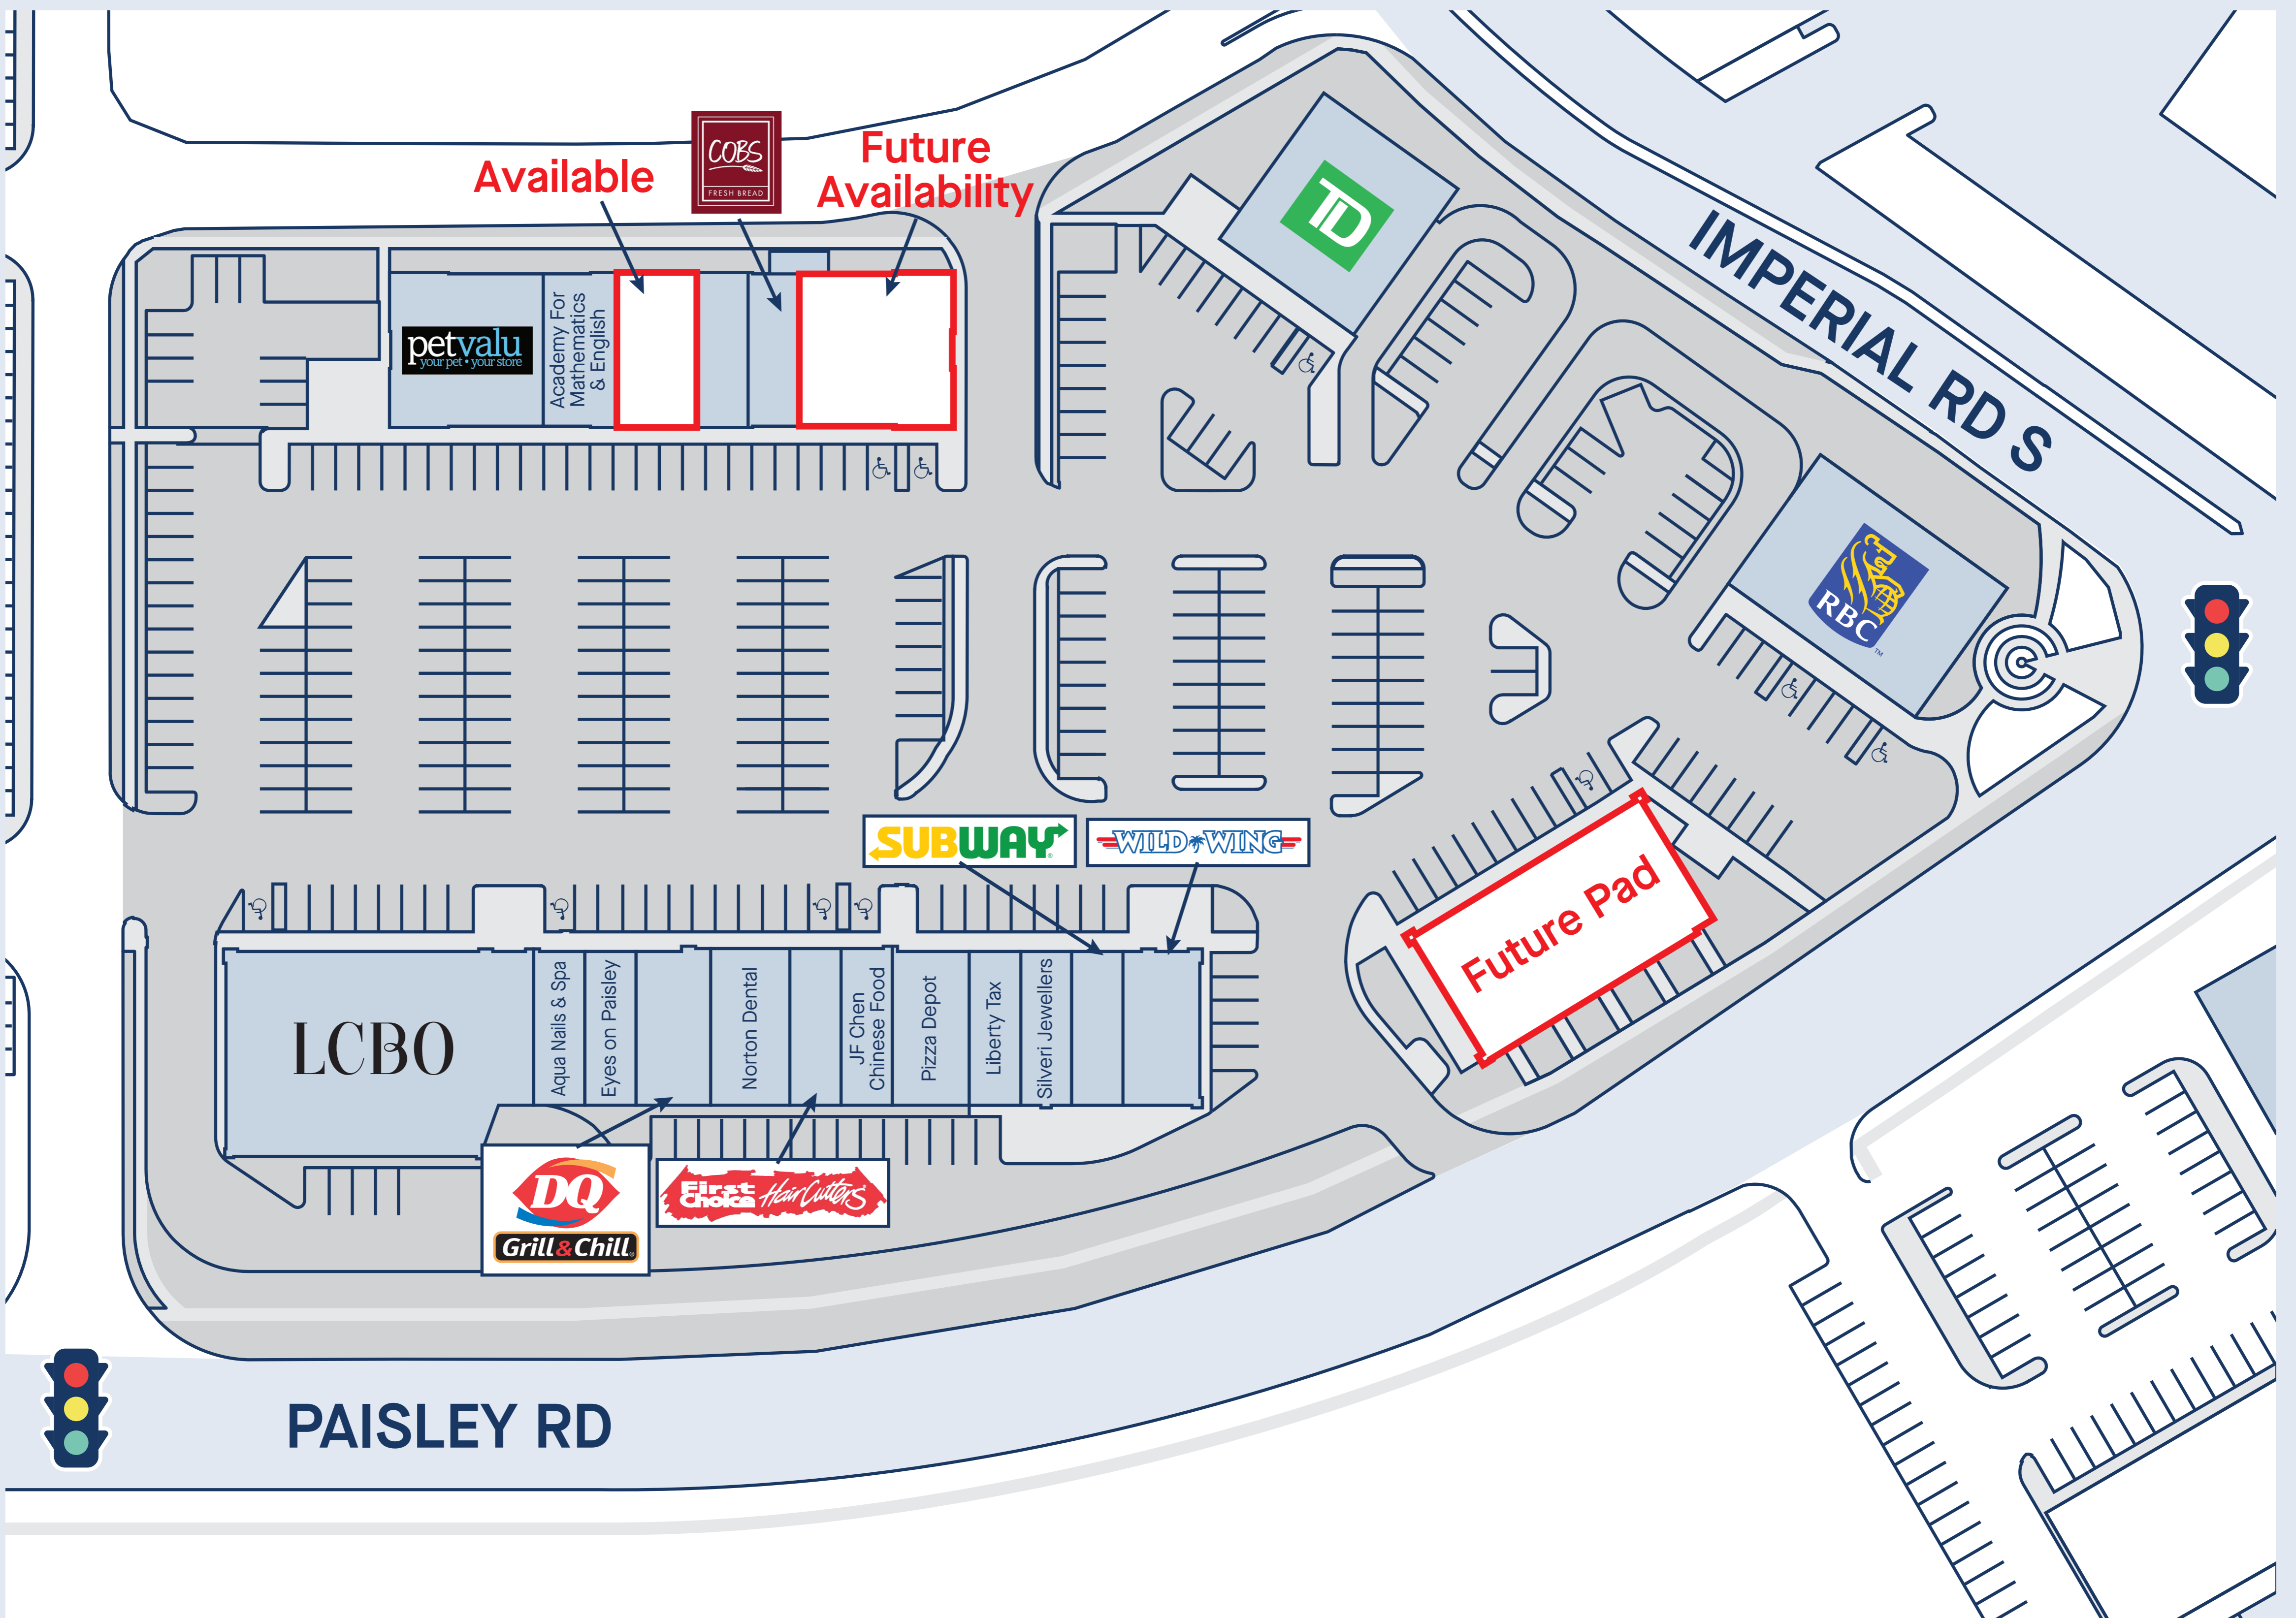 Available
COBS
FRESH BREAD
Future
Availability
TD
IMPERIAL RD S
petvalu
your pet • your store
Academy For
Mathematics
& English
RBC
TM
SUBWAY
WILD WING
Future Pad
LCBO
Aqua Nails & Spa
Eyes on Paisley
Norton Dental
JF Chen
Chinese Food
Pizza Depot
Liberty Tax
Silveri Jewellers
DQ
Grill & Chill
First
Choice
HairCutters
PAISLEY RD